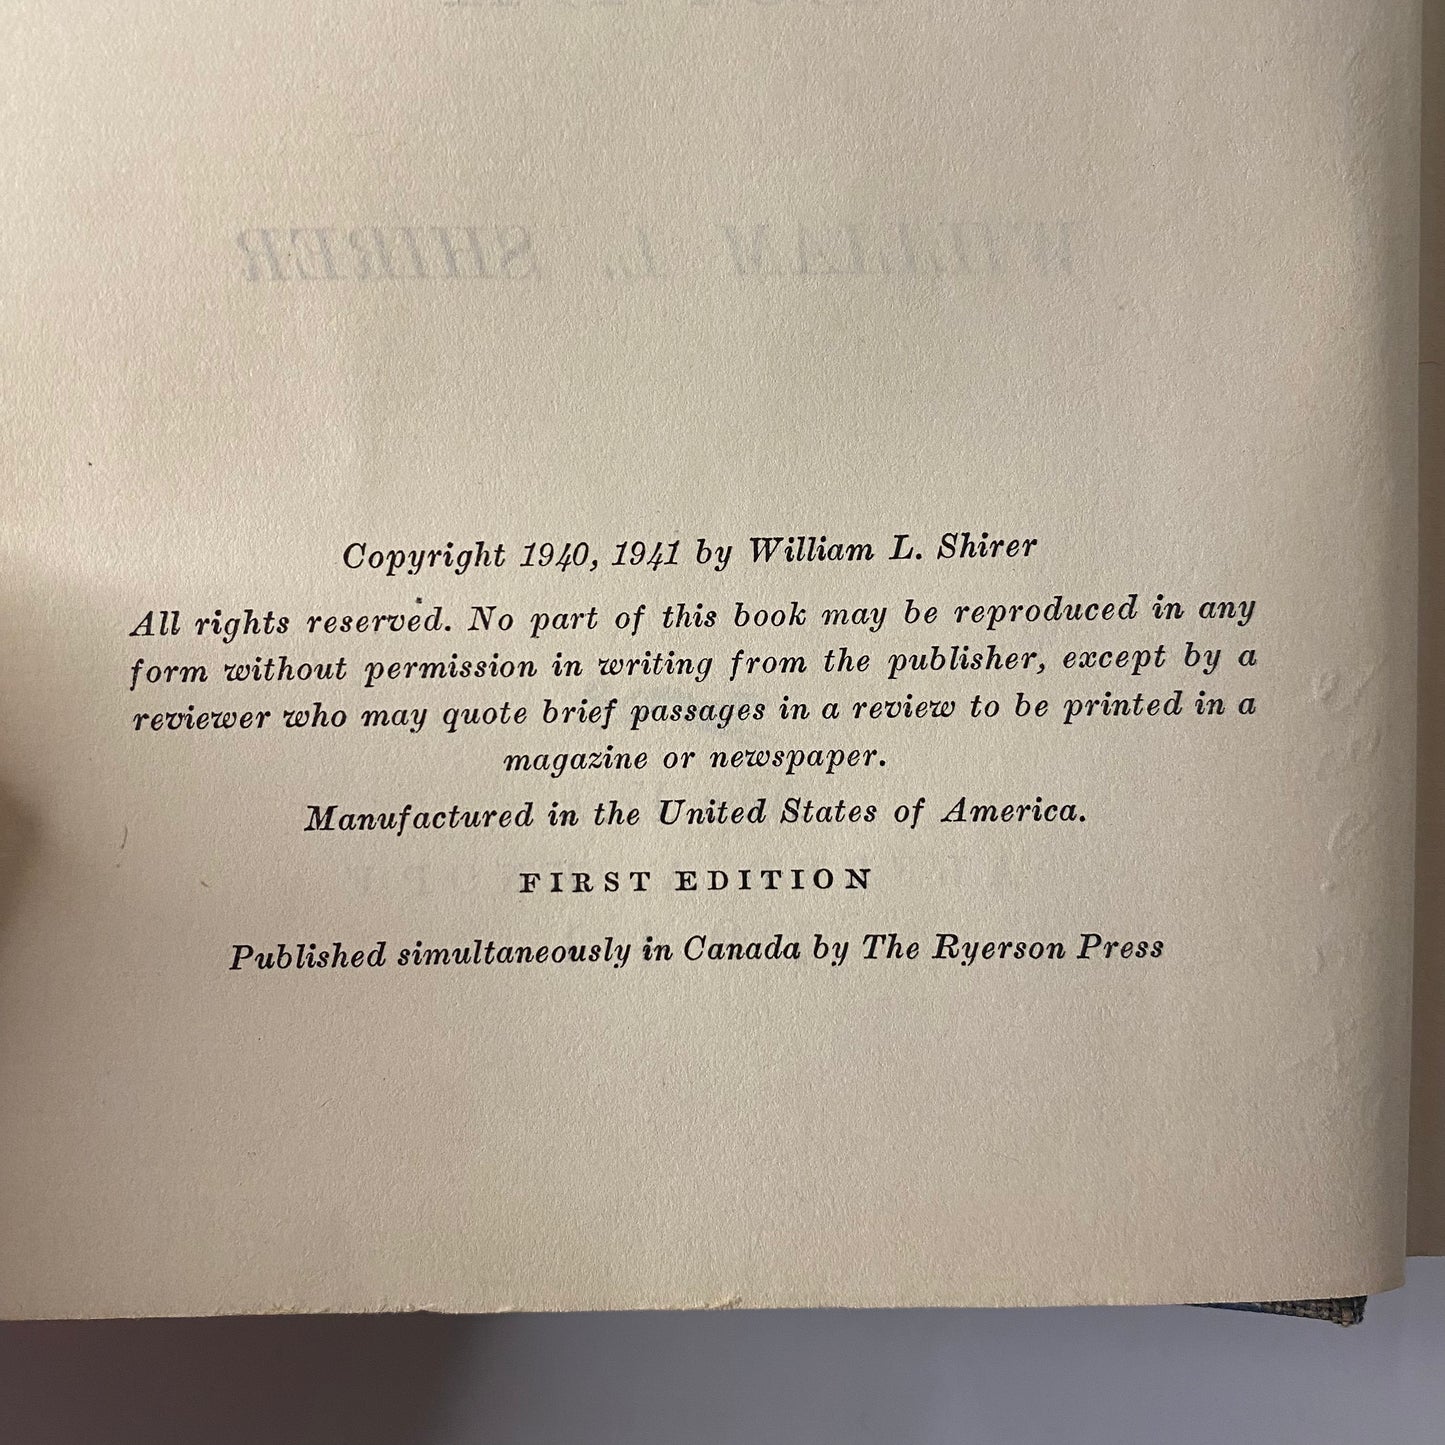 WILLIAM L. SHIRER
Copyright 1940, 1941 by William L. Shirer
All rights reserved. No part of this book may be reproduced in any
form without permission in writing from the publisher, except by a
reviewer who may quote brief passages in a review to be printed in a
magazine or newspaper.
Manufactured in the United States of America.
FIRST EDITION
Published simultaneously in Canada by The Ryerson Press